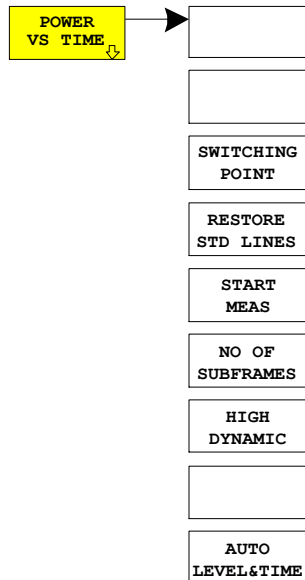 POWER
VS TIME
SWITCHING
POINT
RESTORE
STD LINES
START
MEAS
NO OF
SUBFRAMES
HIGH
DYNAMIC
AUTO
LEVEL&TIME